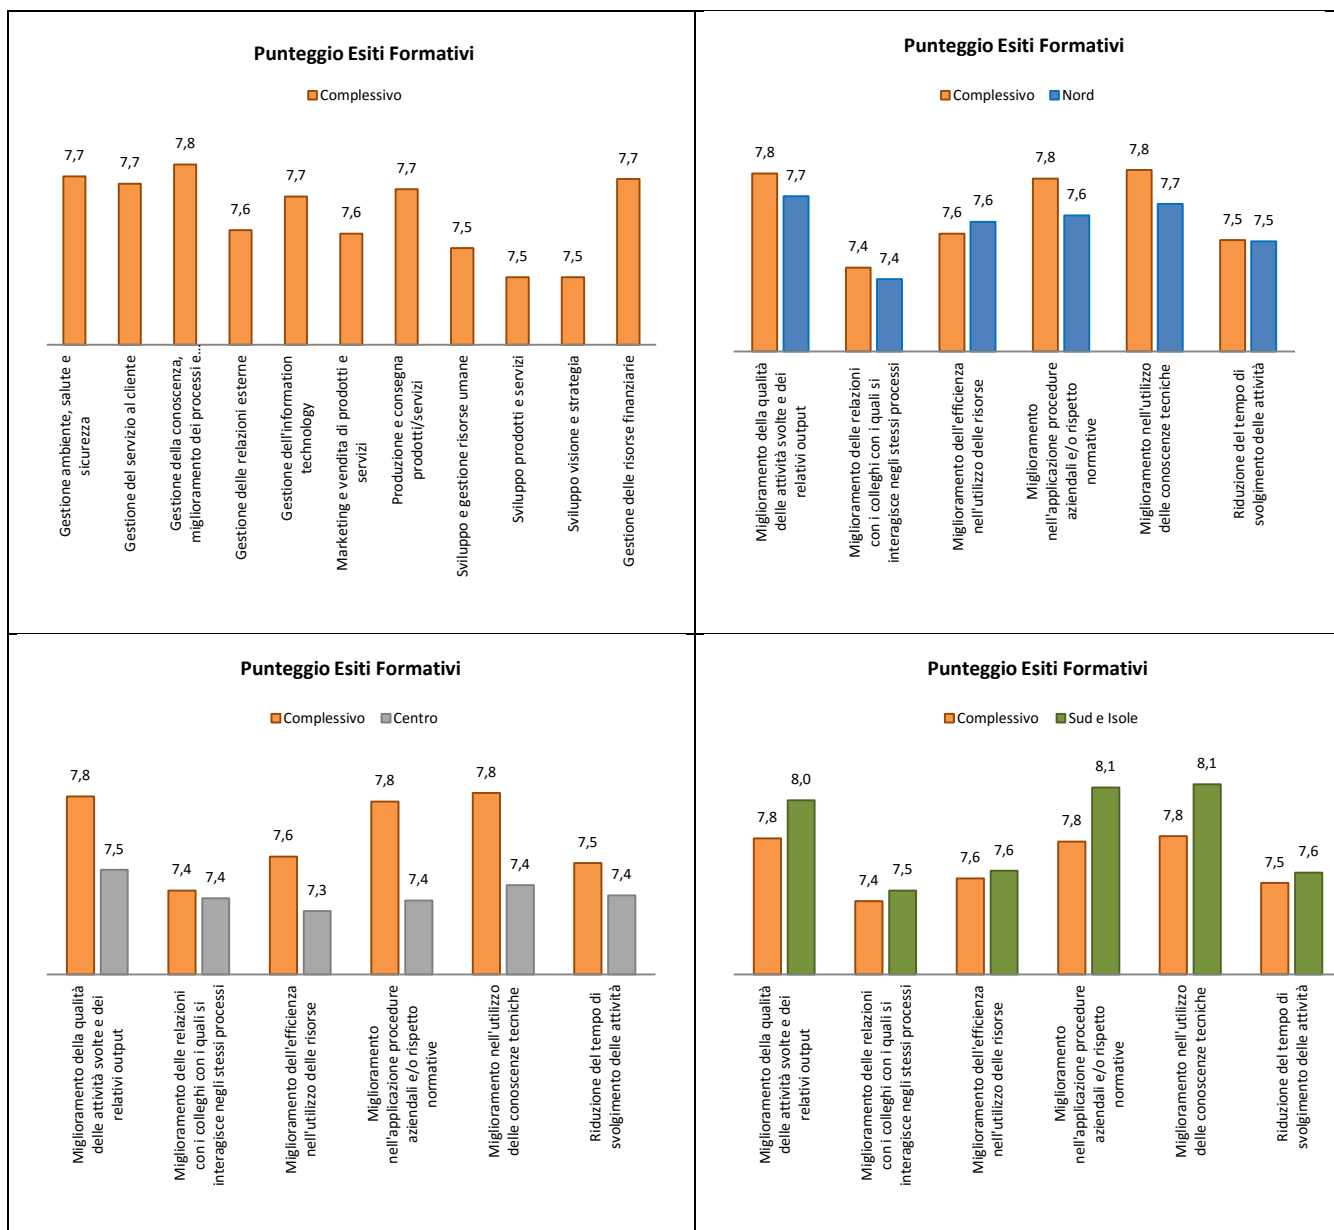 Punteggio Esiti Formativi
Complessivo
7,7
7,7
7,8
7,6
7,7
7,6
7,7
7,5
7,5
7,5
7,7
Gestione ambiente, salute e
sicurezza
Gestione del servizio al cliente
Gestione della conoscenza,
miglioramento dei processi e...
Gestione delle relazioni esterne
Gestione dell'information
technology
Marketing e vendita di prodotti e
servizi
Produzione e consegna
prodotti/servizi
Sviluppo e gestione risorse umane
Sviluppo prodotti e servizi
Sviluppo visione e strategia
Gestione delle risorse finanziarie
Punteggio Esiti Formativi
Complessivo Nord
7,8 7,7
7,4 7,4
7,6 7,6
7,8 7,6
7,8 7,7
7,5 7,5
Miglioramento della qualità
delle attività svolte e dei
relativi output
Miglioramento delle relazioni
con i colleghi con i quali si
interagisce negli stessi processi
Miglioramento dell'efficienza
nell'utilizzo delle risorse
Miglioramento
nell'applicazione procedure
aziendali e/o rispetto
normative
Miglioramento nell'utilizzo
delle conoscenze tecniche
Riduzione del tempo di
svolgimento delle attività
Punteggio Esiti Formativi
Complessivo Centro
7,8 7,5
7,4 7,4
7,6 7,3
7,8 7,4
7,8 7,4
7,5 7,4
Miglioramento della qualità
delle attività svolte e dei
relativi output
Miglioramento delle relazioni
con i colleghi con i quali si
interagisce negli stessi processi
Miglioramento dell'efficienza
nell'utilizzo delle risorse
Miglioramento
nell'applicazione procedure
aziendali e/o rispetto
normative
Miglioramento nell'utilizzo
delle conoscenze tecniche
Riduzione del tempo di
svolgimento delle attività
Punteggio Esiti Formativi
Complessivo Sud e Isole
7,8 8,0
7,4 7,5
7,6 7,6
7,8 8,1
7,8 8,1
7,5 7,6
Miglioramento della qualità
delle attività svolte e dei
relativi output
Miglioramento delle relazioni
con i colleghi con i quali si
interagisce negli stessi processi
Miglioramento dell'efficienza
nell'utilizzo delle risorse
Miglioramento
nell'applicazione procedure
aziendali e/o rispetto
normative
Miglioramento nell'utilizzo
delle conoscenze tecniche
Riduzione del tempo di
svolgimento delle attività